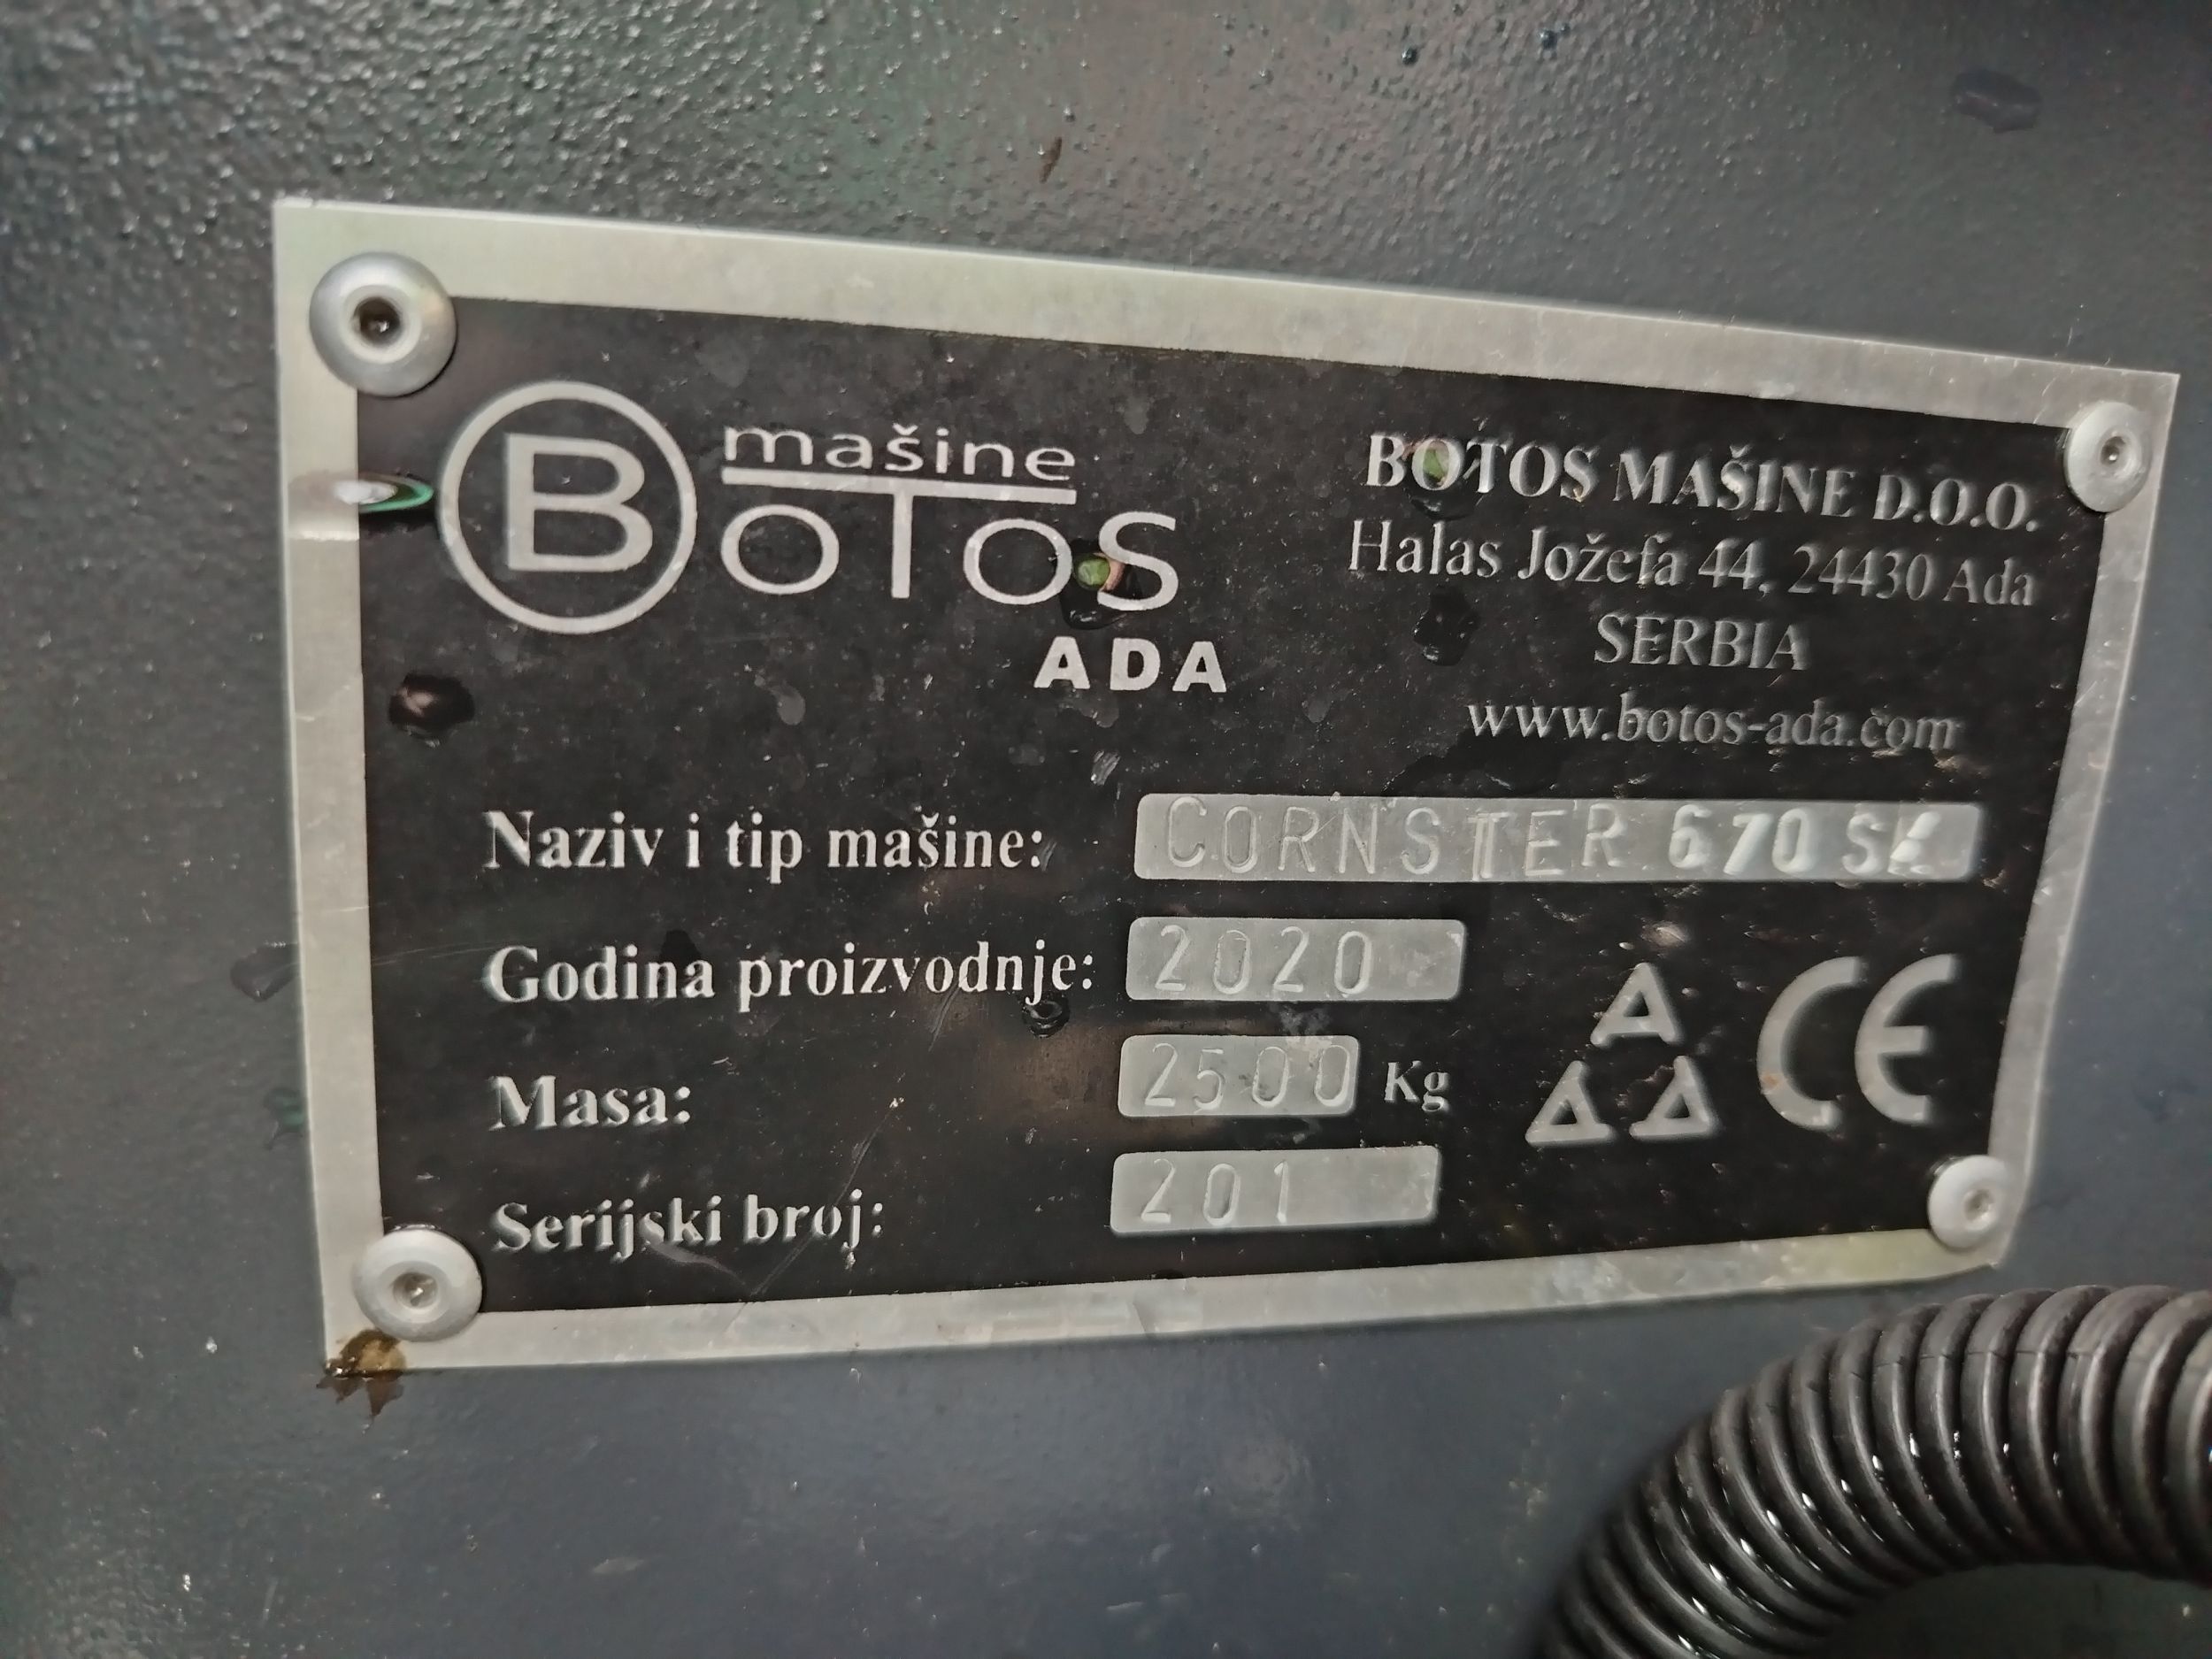 B mašine
BOTOS
ADA
BOTOS MAŠINE D.O.O.
Halas Jožefa 44, 24430 Ada
SERBIA
www.botos-ada.com
Naziv i tip mašine: CORNSTER 670 SK
Godina proizvodnje: 2020
Masa: 2500 Kg
Serijski broj: 201
A
A A
CE